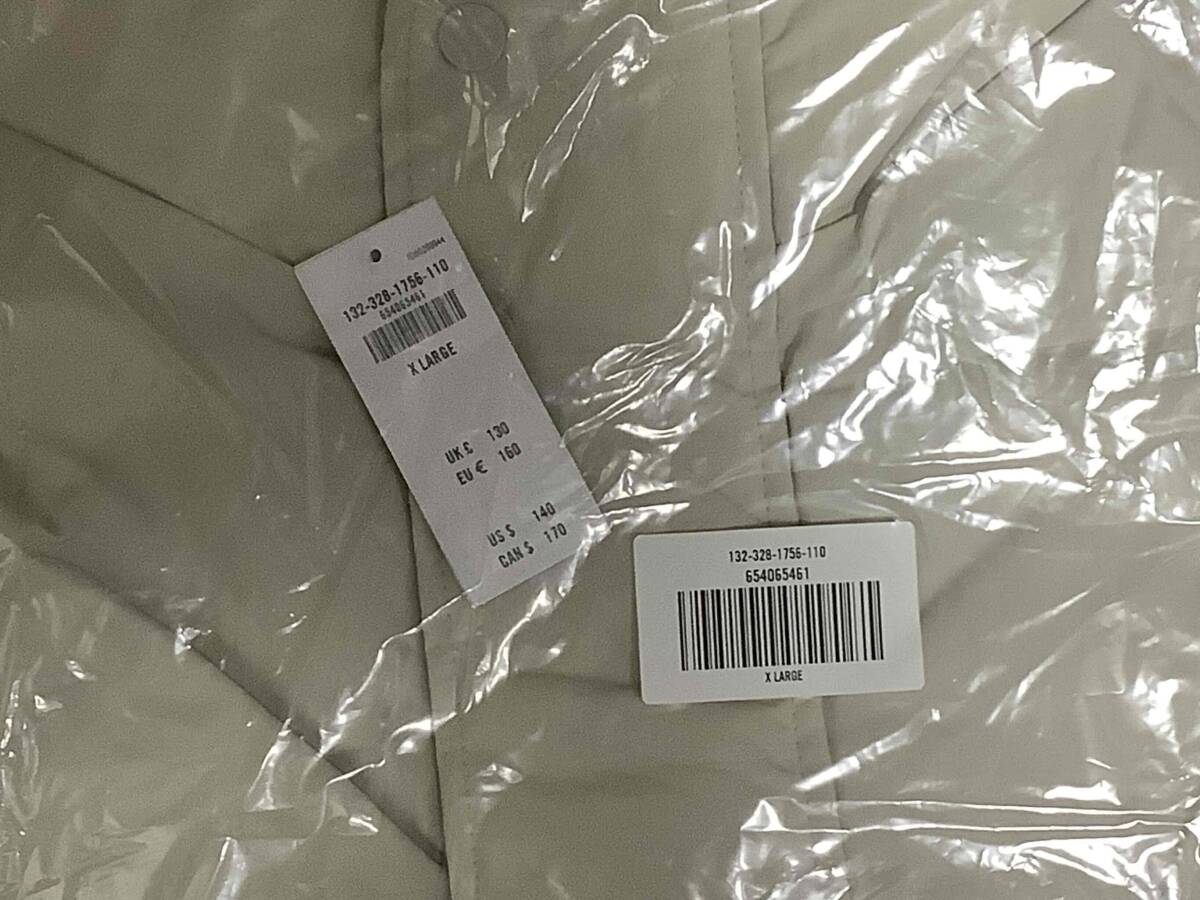 132-328-1756-110
654065461
X LARGE
UK £ 130
EU € 160
US $ 140
CAN $ 170
132-328-1756-110
654065461
X LARGE